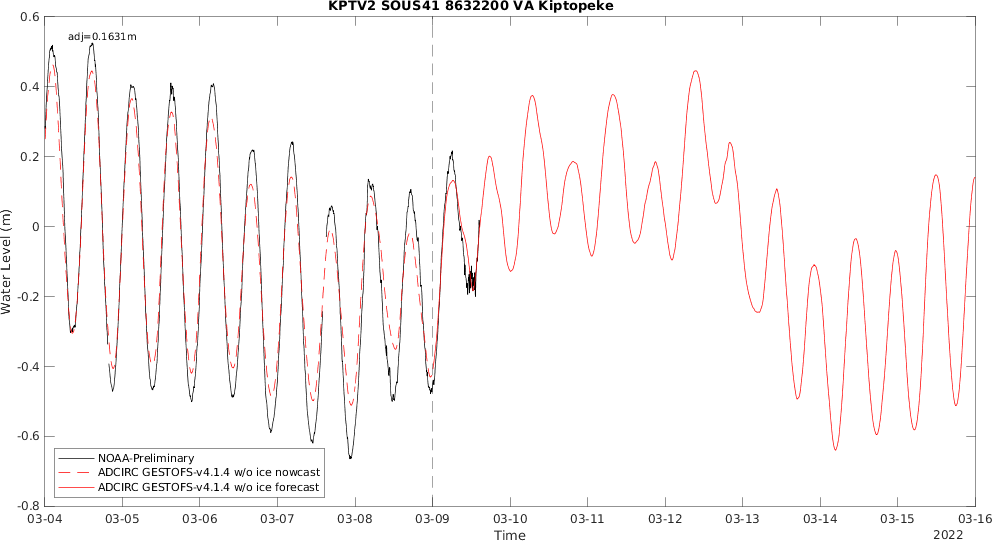 KPTV2 SOUS41 8632200 VA Kiptopeke
adj=0.1631m
0.6
0.4
0.2
0
-0.2
-0.4
-0.6
-0.8
Water Level (m)
NOAA-Preliminary
ADCIRC GESTOFS-v4.1.4 w/o ice nowcast
ADCIRC GESTOFS-v4.1.4 w/o ice forecast
03-04 03-05 03-06 03-07 03-08 03-09 03-10 03-11 03-12 03-13 03-14 03-15 03-16
Time
2022